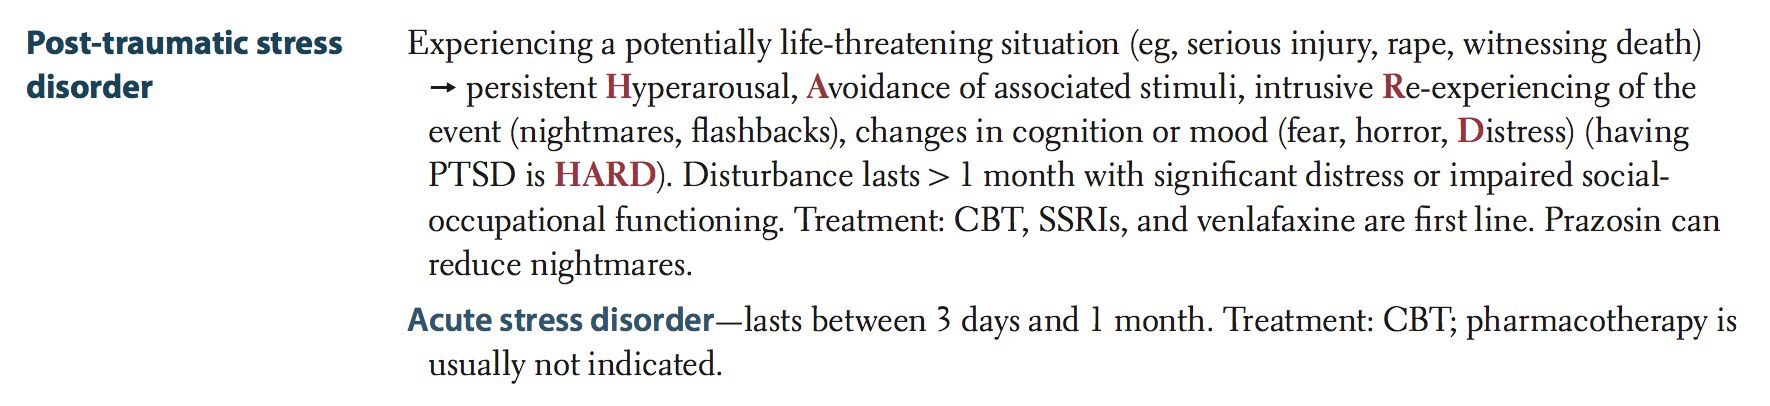 Post-traumatic stress
disorder
Experiencing a potentially life-threatening situation (eg, serious injury, rape, witnessing death)
→ persistent Hyperarousal, Avoidance of associated stimuli, intrusive Re-experiencing of the
event (nightmares, flashbacks), changes in cognition or mood (fear, horror, Distress) (having
PTSD is HARD). Disturbance lasts > 1 month with significant distress or impaired social-
occupational functioning. Treatment: CBT, SSRIs, and venlafaxine are first line. Prazosin can
reduce nightmares.
Acute stress disorder—lasts between 3 days and 1 month. Treatment: CBT; pharmacotherapy is
usually not indicated.